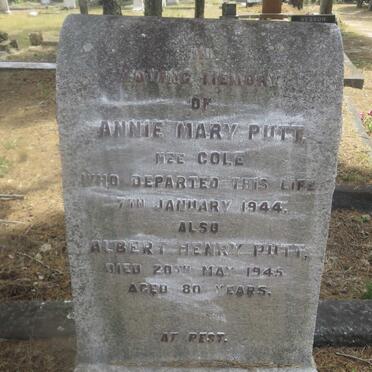 IN
LOVING MEMORY
OF
ANNIE MARY PUTT,
NEE COLE
WHO DEPARTED THIS LIFE
7TH JANUARY 1944.
ALSO
ALBERT HENRY PUTT,
DIED 20TH MAY 1945
AGED 80 YEARS.
AT REST.